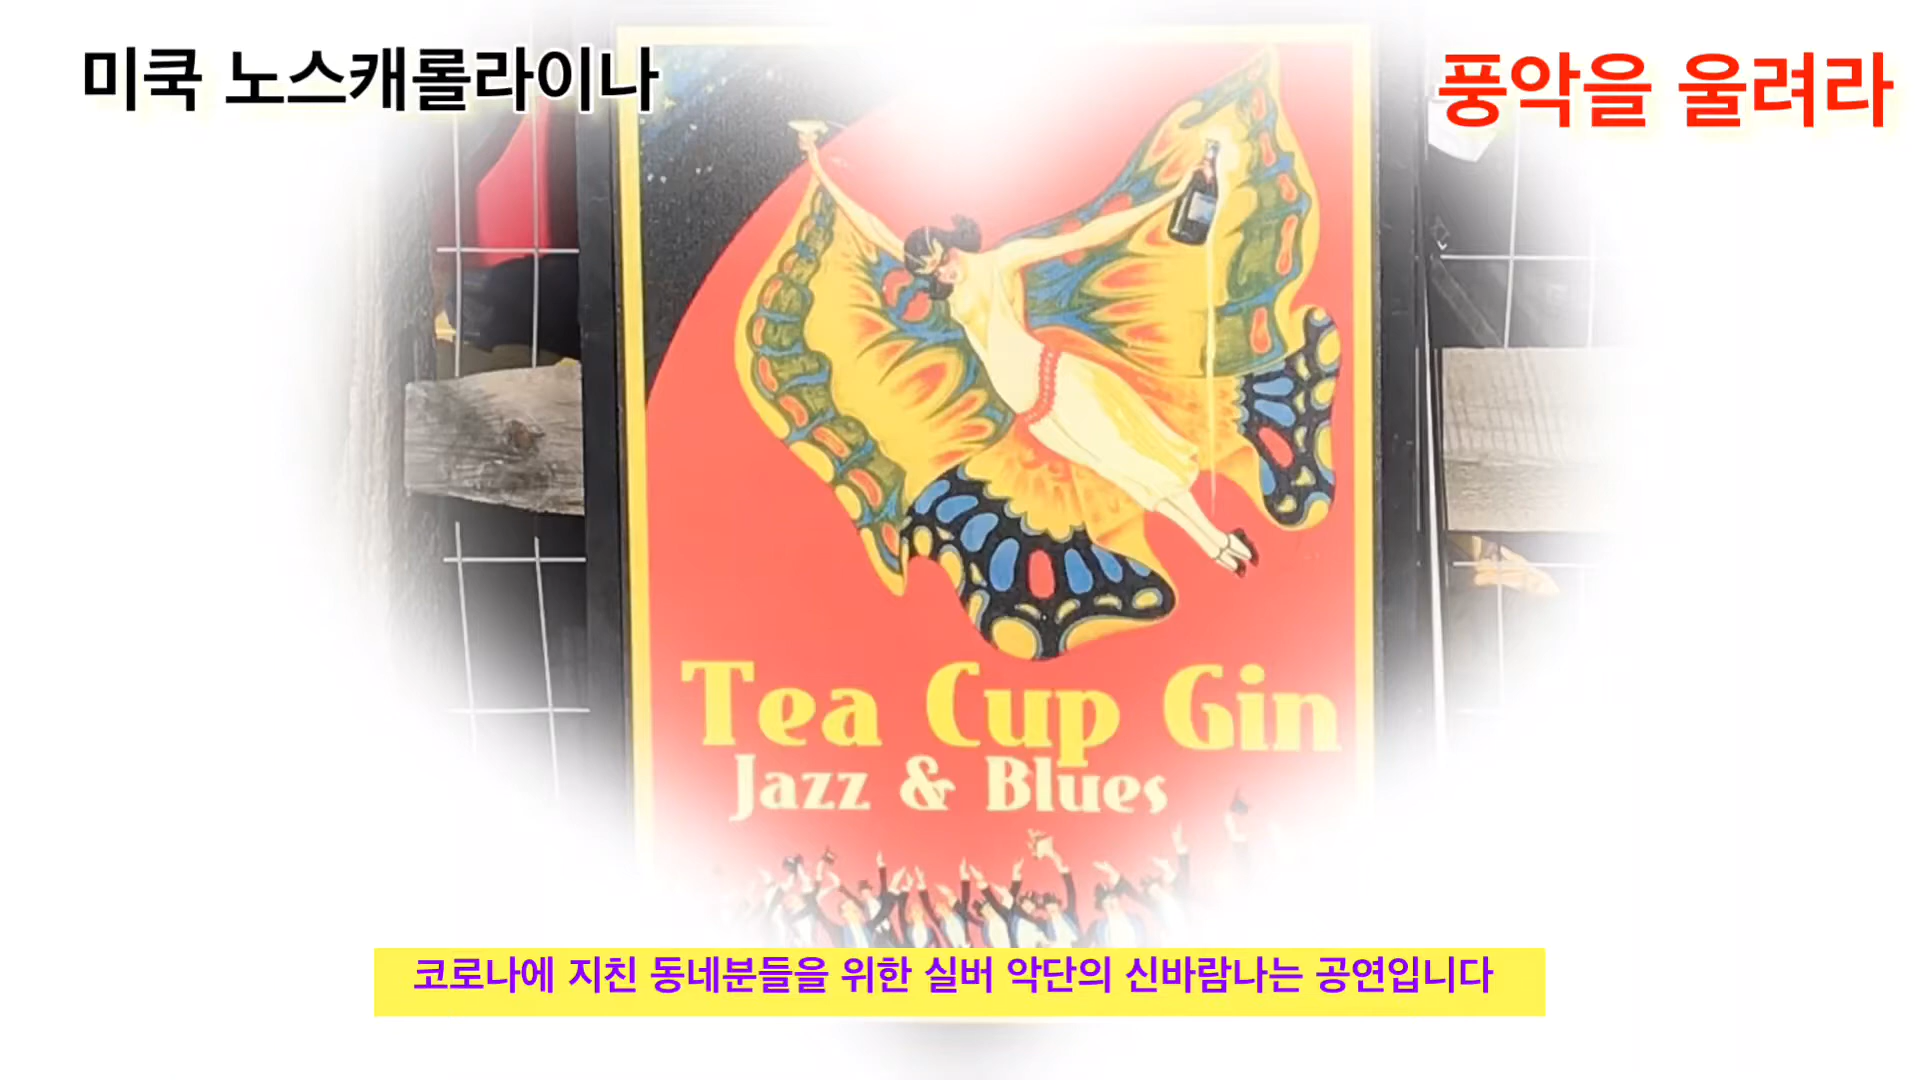 미쿡 노스캐롤라이나
풍악을 울려라
Tea Cup Gin
Jazz & Blues
코로나에 지친 동네분들을 위한 실버 악단의 신바람나는 공연입니다